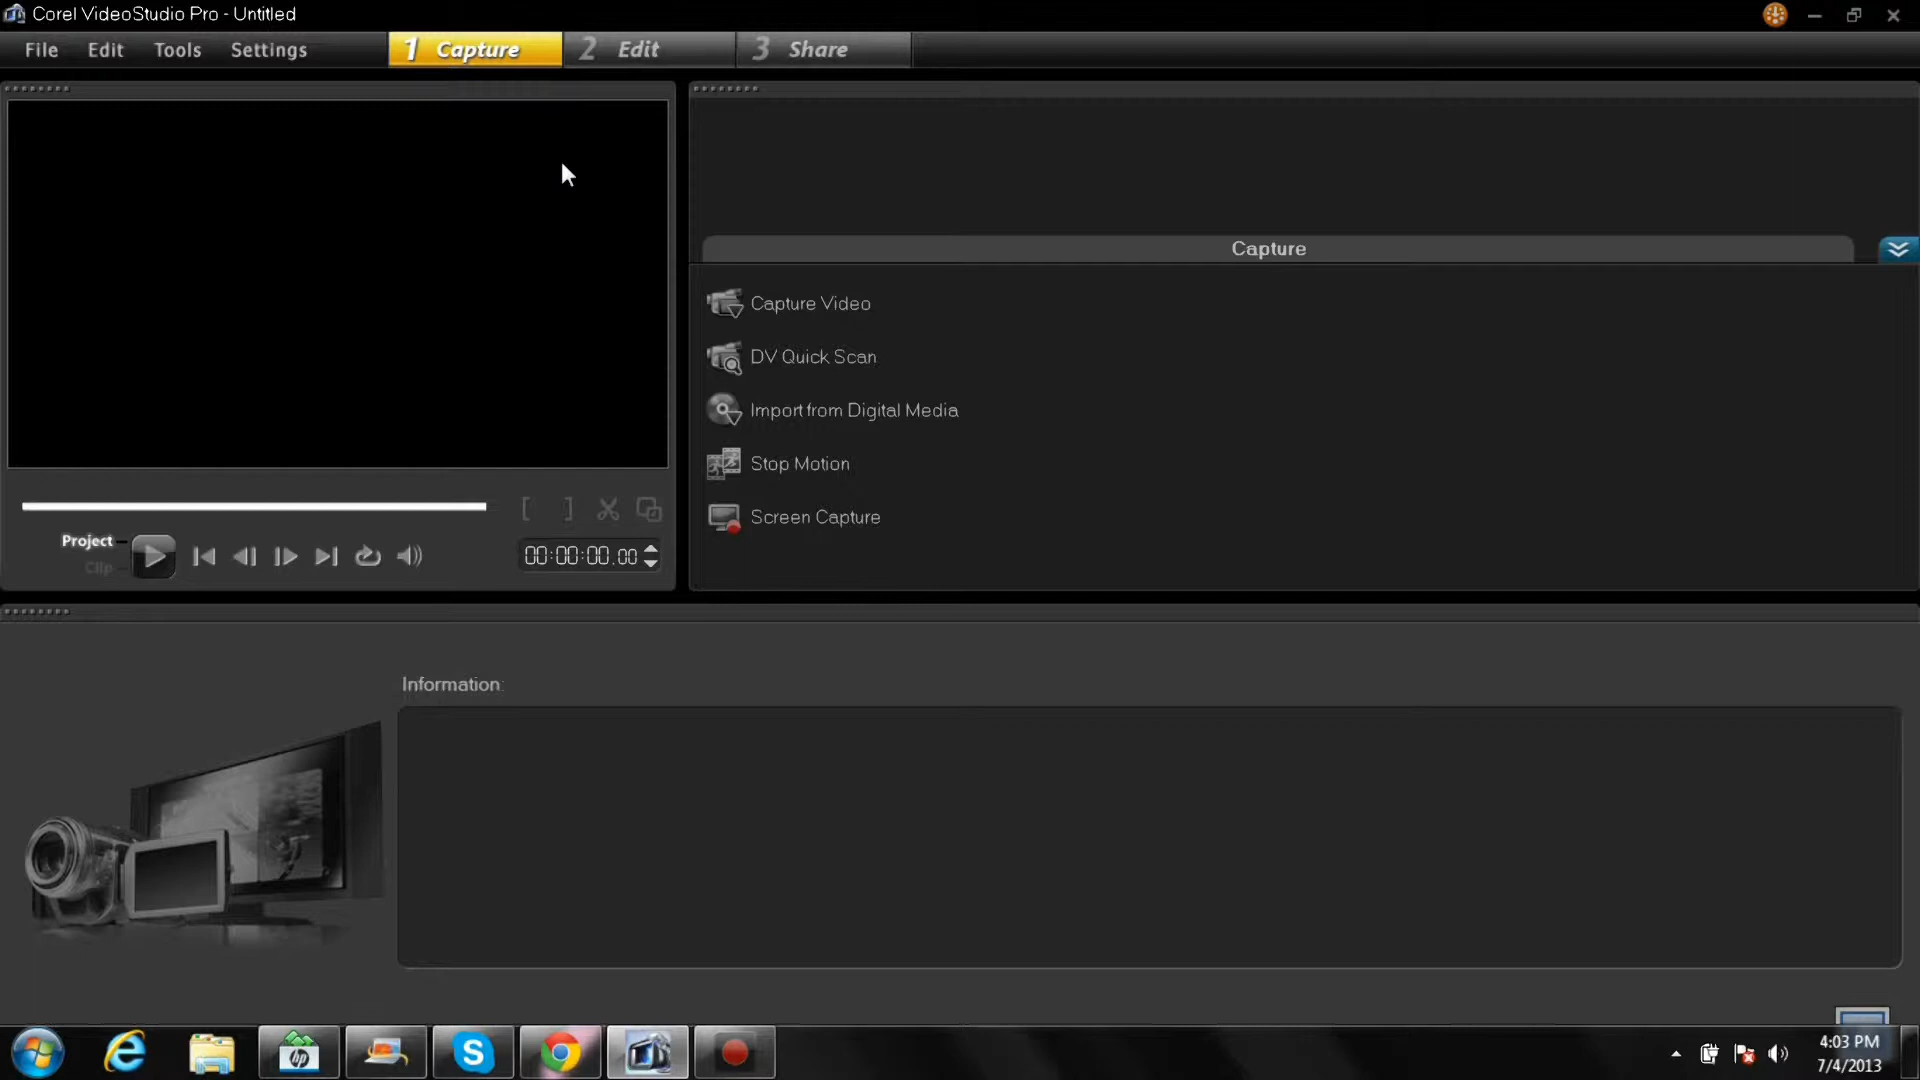 Corel VideoStudio Pro - Untitled
File Edit Tools Settings 1 Capture 2 Edit 3 Share
Capture
Capture Video
DV Quick Scan
Import from Digital Media
Stop Motion
Screen Capture
Project
Clip
00:00:00.00
Information:
hp
4:03 PM
7/4/2013